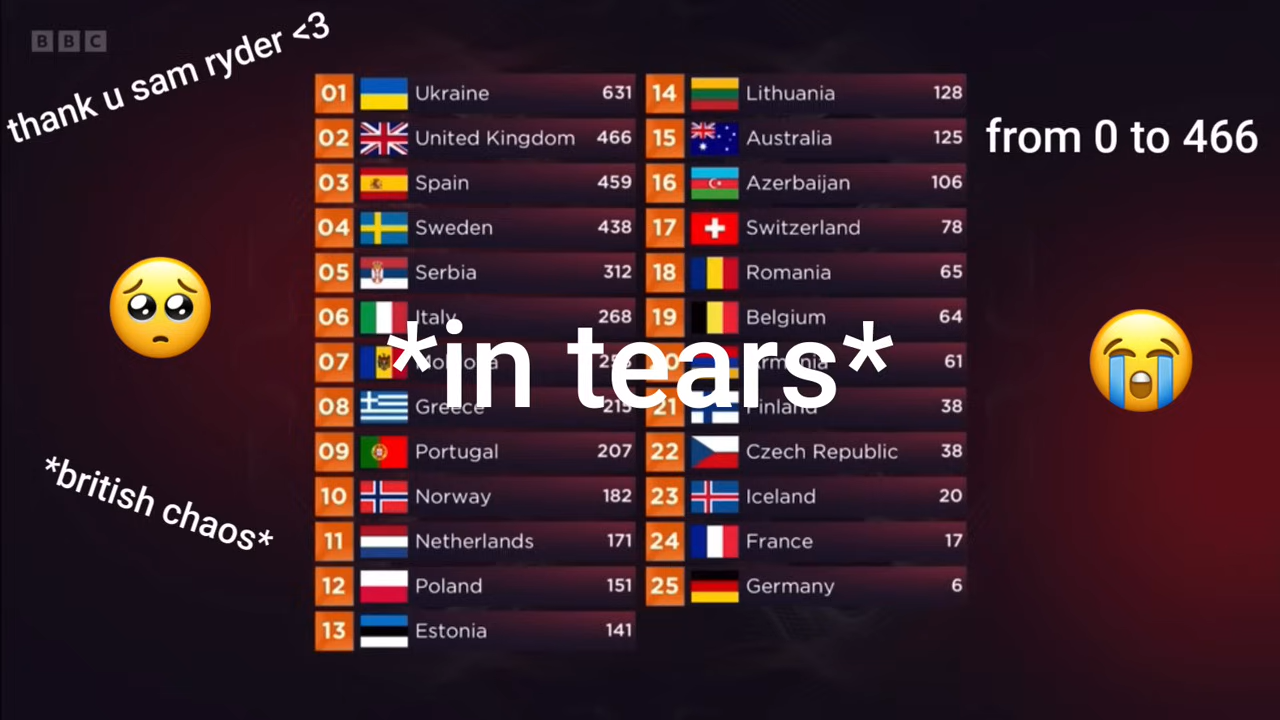 BBC
thank u sam ryder <3
from 0 to 466
01 Ukraine 631
02 United Kingdom 466
03 Spain 459
04 Sweden 438
05 Serbia 312
06 Italy 268
07 Moldova
08 Greece 215
09 Portugal 207
10 Norway 182
11 Netherlands 171
12 Poland 151
13 Estonia 141
14 Lithuania 128
15 Australia 125
16 Azerbaijan 106
17 Switzerland 78
18 Romania 65
19 Belgium 64
20 Armenia 61
21 Finland 38
22 Czech Republic 38
23 Iceland 20
24 France 17
25 Germany 6
*in tears*
*british chaos*